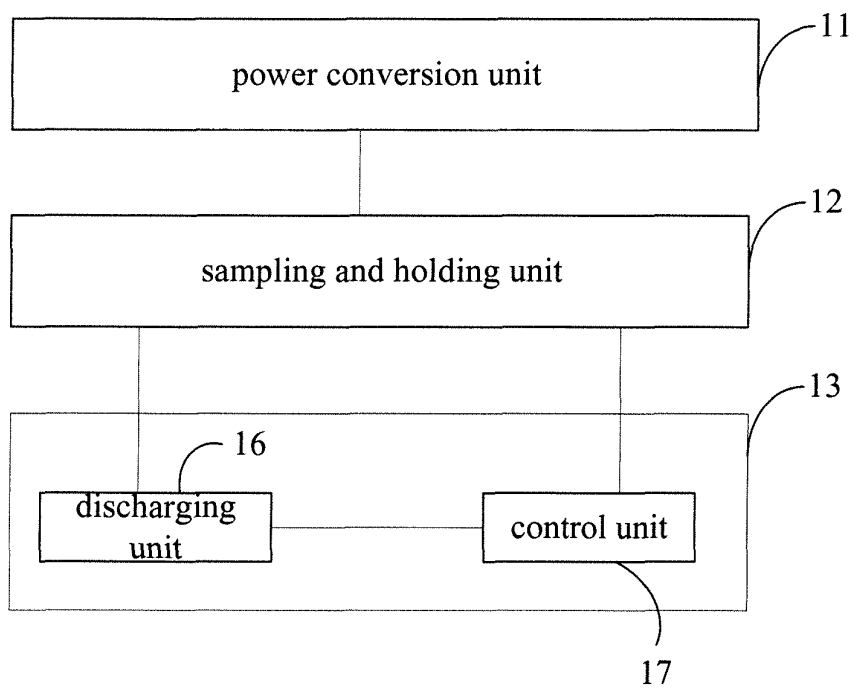 11
power conversion unit
12
sampling and holding unit
13
16
discharging
unit
control unit
17